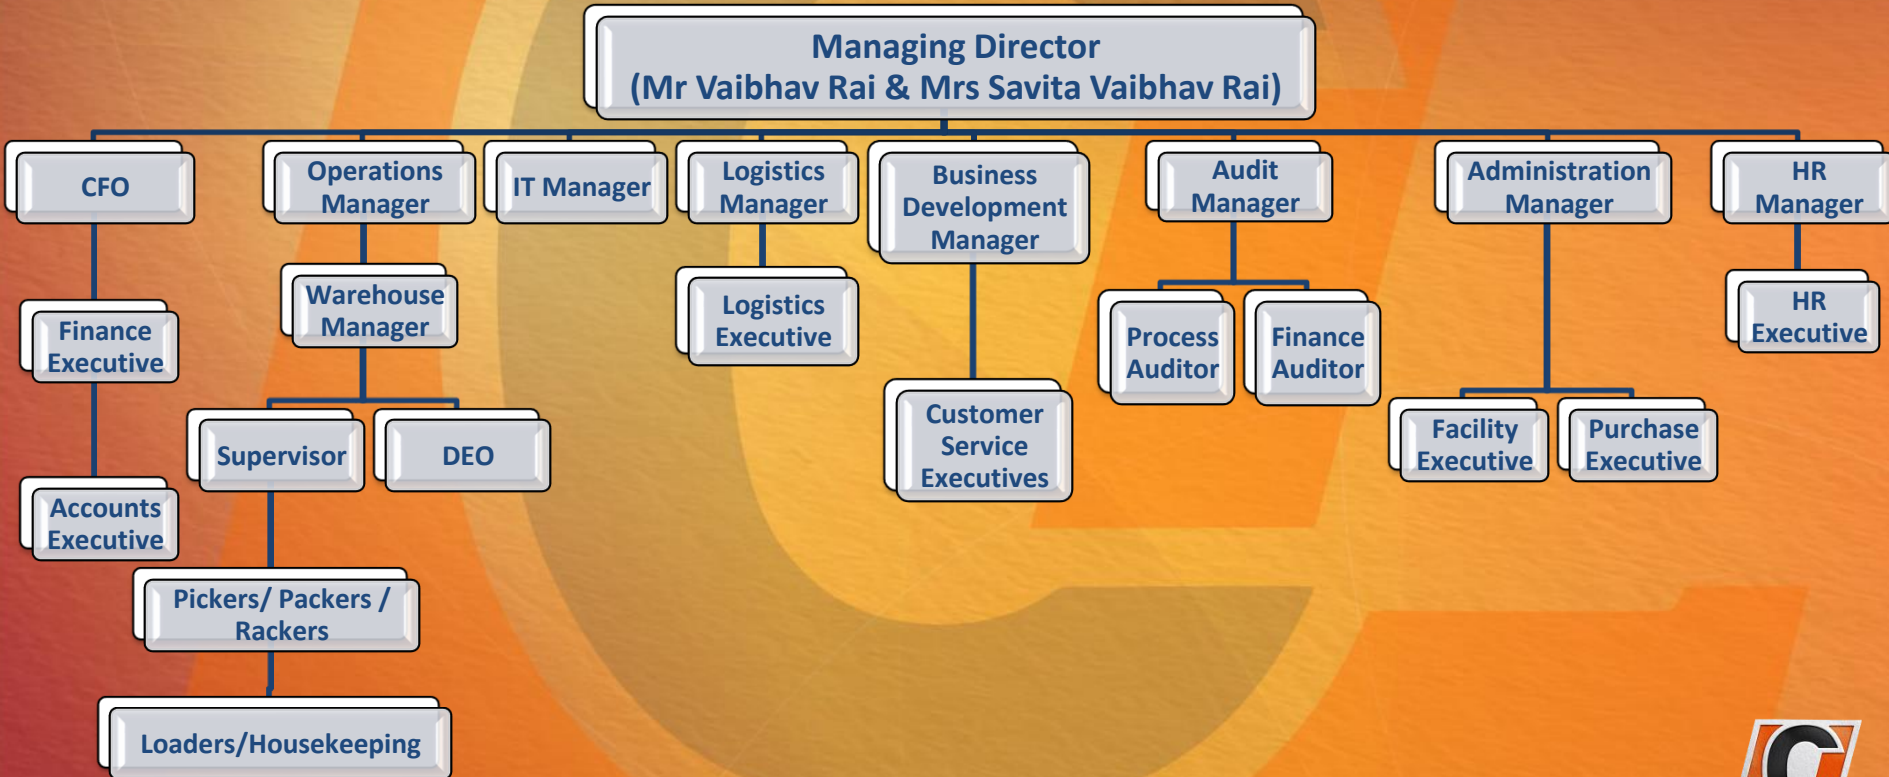 Managing Director
(Mr Vaibhav Rai & Mrs Savita Vaibhav Rai)
CFO
Operations
Manager
IT Manager
Logistics
Manager
Business
Development
Manager
Audit
Manager
Administration
Manager
HR
Manager
Finance
Executive
Warehouse
Manager
Logistics
Executive
Process
Auditor
Finance
Auditor
HR
Executive
Supervisor
DEO
Customer
Service
Executives
Facility
Executive
Purchase
Executive
Accounts
Executive
Pickers/ Packers /
Rackers
Loaders/Housekeeping